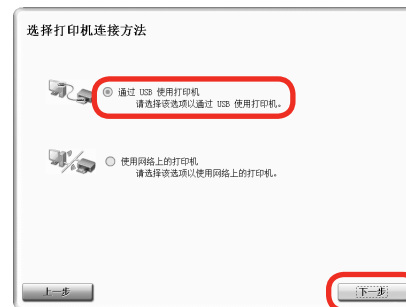 选择打印机连接方法
通过 USB 使用打印机
请选择该选项以通过 USB 使用打印机。
使用网络上的打印机
请选择该选项以使用网络上的打印机。
上一步
下一步